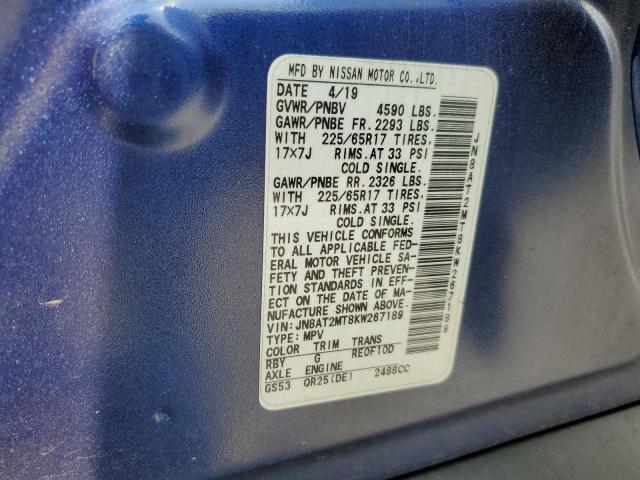 MFD BY NISSAN MOTOR CO.,LTD.
DATE 4/19
GVWR/PNBV 4590 LBS.
GAWR/PNBE FR. 2293 LBS.
WITH 225/65R17 TIRES,
17X7J RIMS.AT 33 PSI
COLD SINGLE.
GAWR/PNBE RR. 2326 LBS.
WITH 225/65R17 TIRES,
17X7J RIMS.AT 33 PSI
COLD SINGLE.
THIS VEHICLE CONFORMS
TO ALL APPLICABLE FED-
ERAL MOTOR VEHICLE SA-
FETY AND THEFT PREVEN-
TION STANDARDS IN EFF-
ECT ON THE DATE OF MA-
NUFACTURE SHOWN ABOVE.
VIN: JN8AT2MT8KW267189
TYPE: MPV
COLOR TRIM TRANS
RBY G RE0F10D
AXLE ENGINE
GS53 QR25(DE) 2488CC
JN8AT2MT8KW267189